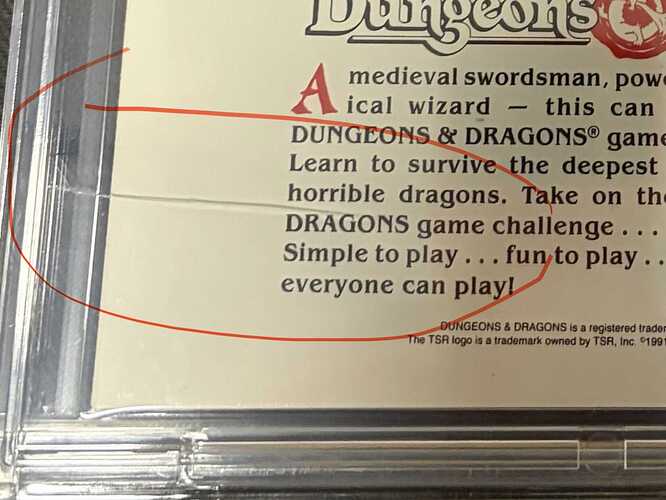 Dungeons &
A medieval swordsman, powe
ical wizard — this can
DUNGEONS & DRAGONS® game
Learn to survive the deepest
horrible dragons. Take on the
DRAGONS game challenge . . .
Simple to play . . . fun to play . .
everyone can play!
DUNGEONS & DRAGONS is a registered trader
The TSR logo is a trademark owned by TSR, Inc. ©1991